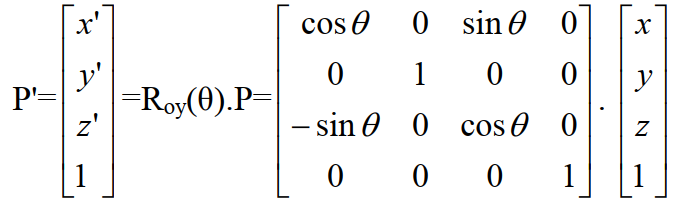 P'= [x' y' z' 1] =R_oy(θ).P= [cos θ 0 sin θ 0; 0 1 0 0; − sin θ 0 cos θ 0; 0 0 0 1] . [x y z 1]